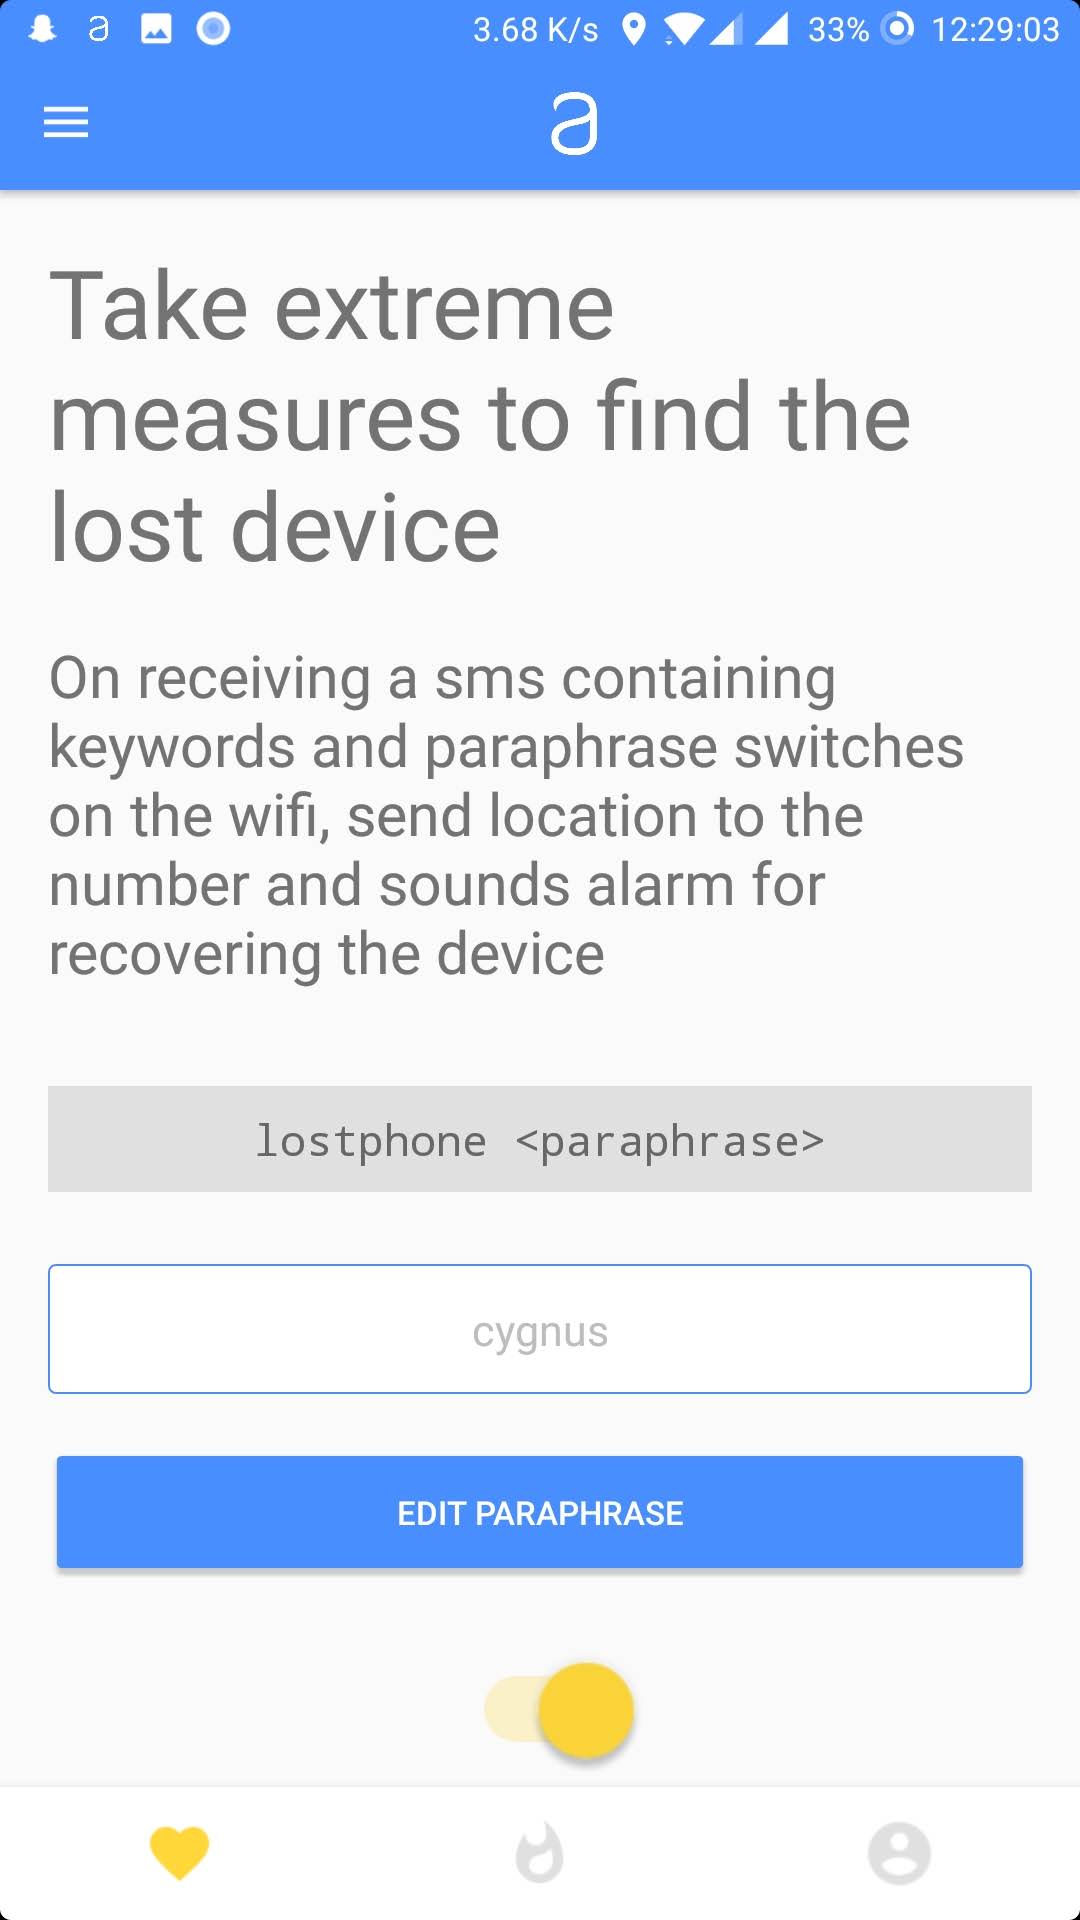 3.68 K/s 33% 12:29:03
a
Take extreme
measures to find the
lost device
On receiving a sms containing
keywords and paraphrase switches
on the wifi, send location to the
number and sounds alarm for
recovering the device
lostphone <paraphrase>
cygnus
EDIT PARAPHRASE